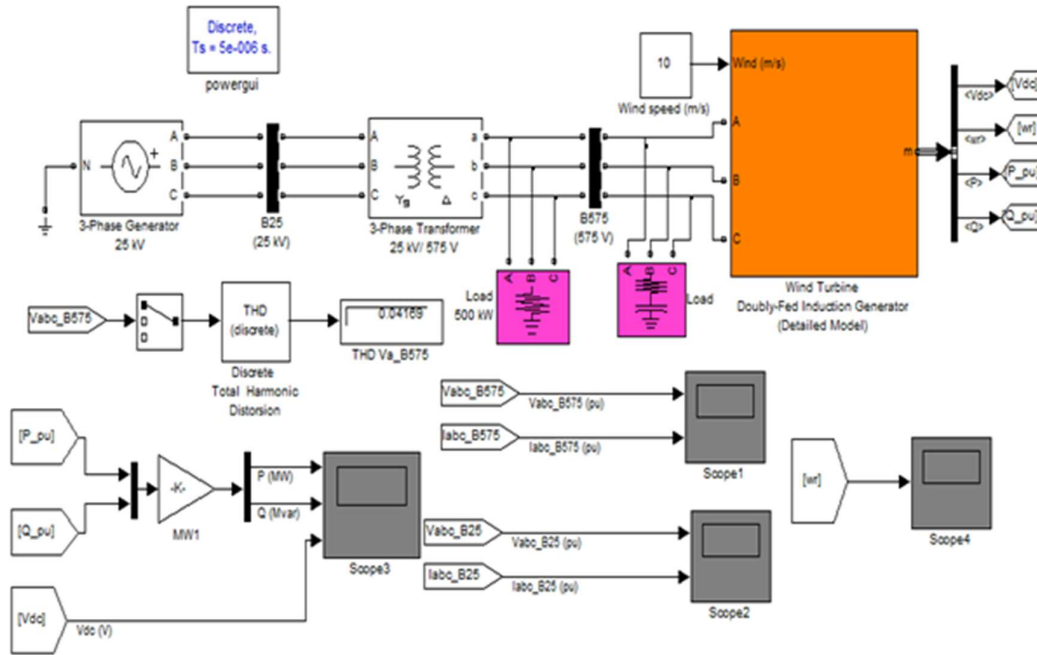 Discrete,
Ts = 5e-006 s.
powergui
10
Wind speed (m/s)
Wind (m/s)
A
B
C
m
<Vdc>
<wr>
<P>
<Q>
[Vdc]
[wr]
[P_pu]
[Q_pu]
Wind Turbine
Doubly-Fed Induction Generator
(Detailed Model)
N
A
B
C
3-Phase Generator
25 kV
B25
(25 kV)
A
B
C
a
b
c
Yg
Δ
3-Phase Transformer
25 kV/ 575 V
B575
(575 V)
A B C
Load
500 kW
A B C
Load
Vabc_B575
THD
(discrete)
Discrete
Total Harmonic
Distorsion
0.04169
THD Va_B575
[P_pu]
[Q_pu]
-K-
MW1
P (MW)
Q (Mvar)
Scope3
[Vdc]
Vdc (V)
Vabc_B575
Vabc_B575 (pu)
Iabc_B575
Iabc_B575 (pu)
Scope1
Vabc_B25
Vabc_B25 (pu)
Iabc_B25
Iabc_B25 (pu)
Scope2
[wr]
Scope4